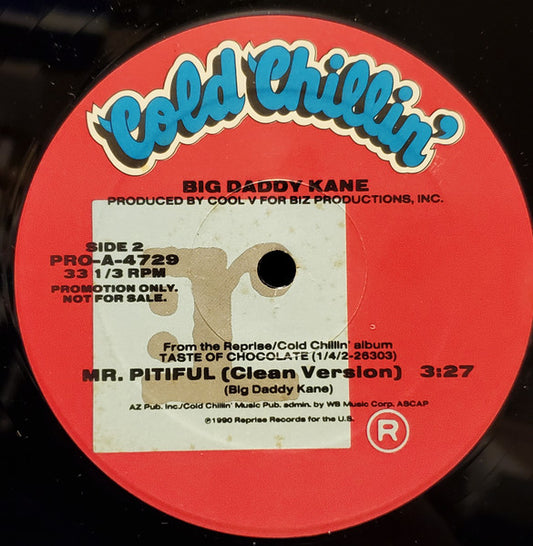 'Cold Chillin'
BIG DADDY KANE
PRODUCED BY COOL V FOR BIZ PRODUCTIONS, INC.
SIDE 2
PRO-A-4729
33 1/3 RPM
PROMOTION ONLY.
NOT FOR SALE.
r
From the Reprise/Cold Chillin' album
TASTE OF CHOCOLATE (1/4/2-26303)
MR. PITIFUL (Clean Version) 3:27
(Big Daddy Kane)
AZ Pub. Inc./Cold Chillin' Music Pub. admin. by WB Music Corp. ASCAP
℗1990 Reprise Records for the U.S.
R